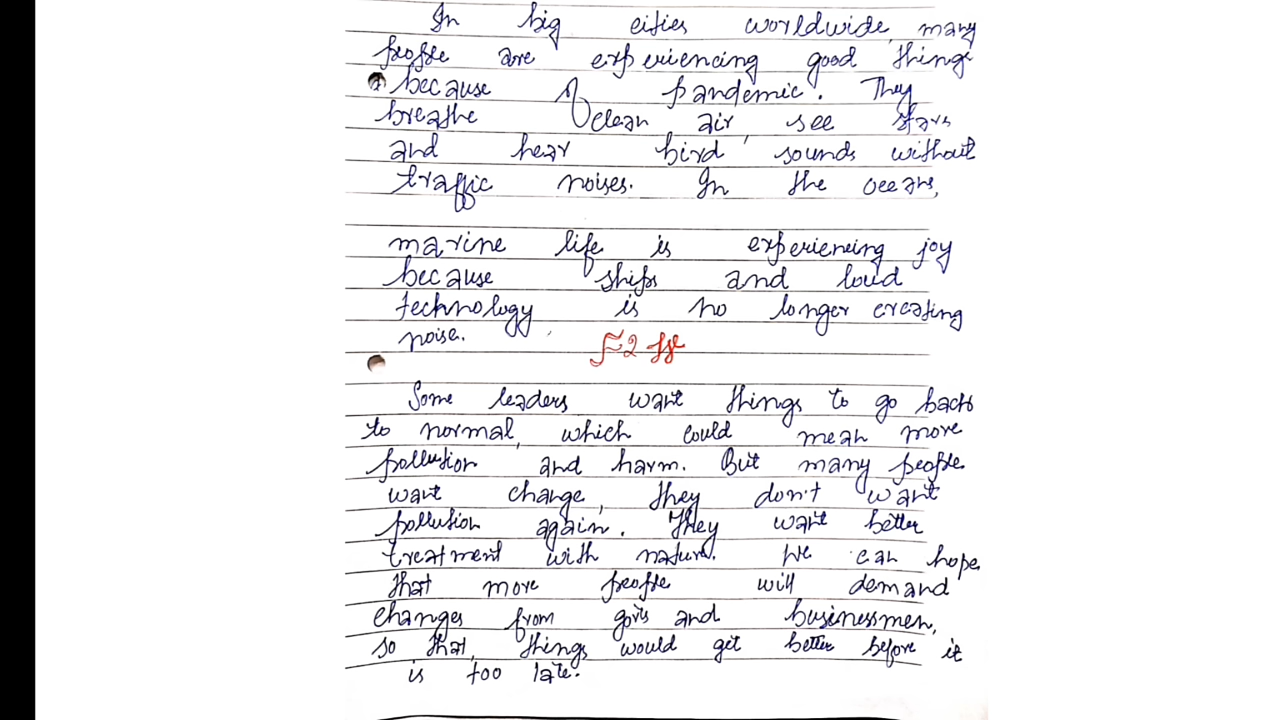 In big cities worldwide, many
people are experiencing good things
because of pandemic. They
breathe clean air, see stars
and hear bird sounds without
traffic noises. In the oceans,
marine life is experiencing joy
because ships and loud
technology is no longer creating
noise.
Some leaders want things to go back
to normal, which could mean more
pollution and harm. But many people
want change, they don't want
pollution again. They want better
treatment with nature. We can hope
that more people will demand
changes from govts and businessmen,
so that, things would get better before it
is too late.